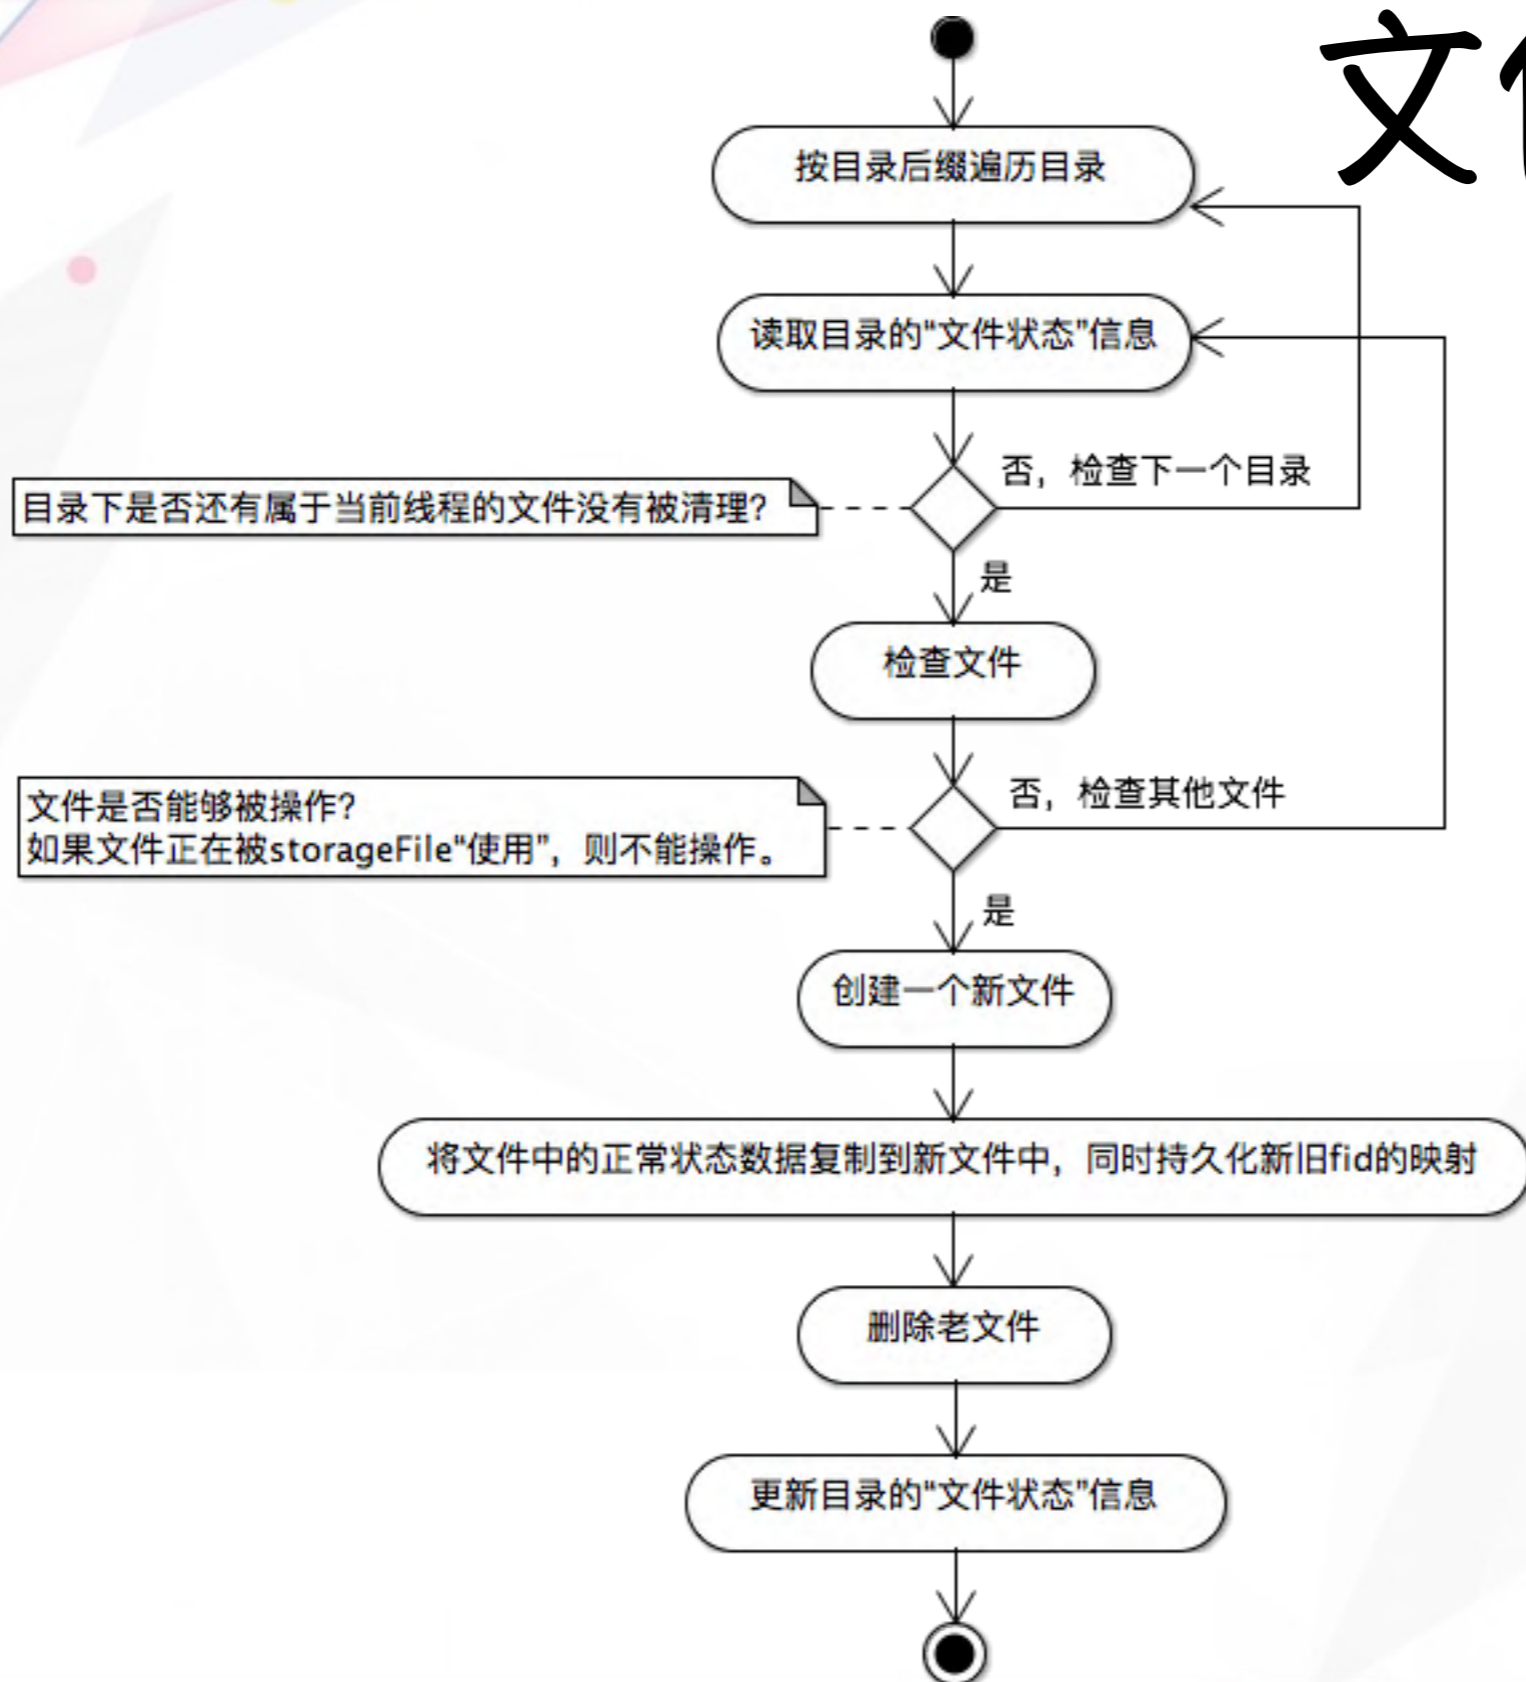 文
按目录后缀遍历目录
读取目录的“文件状态”信息
否，检查下一个目录
目录下是否还有属于当前线程的文件没有被清理？
是
检查文件
否，检查其他文件
文件是否能够被操作？
如果文件正在被storageFile“使用”，则不能操作。
是
创建一个新文件
将文件中的正常状态数据复制到新文件中，同时持久化新旧fid的映射
删除老文件
更新目录的“文件状态”信息